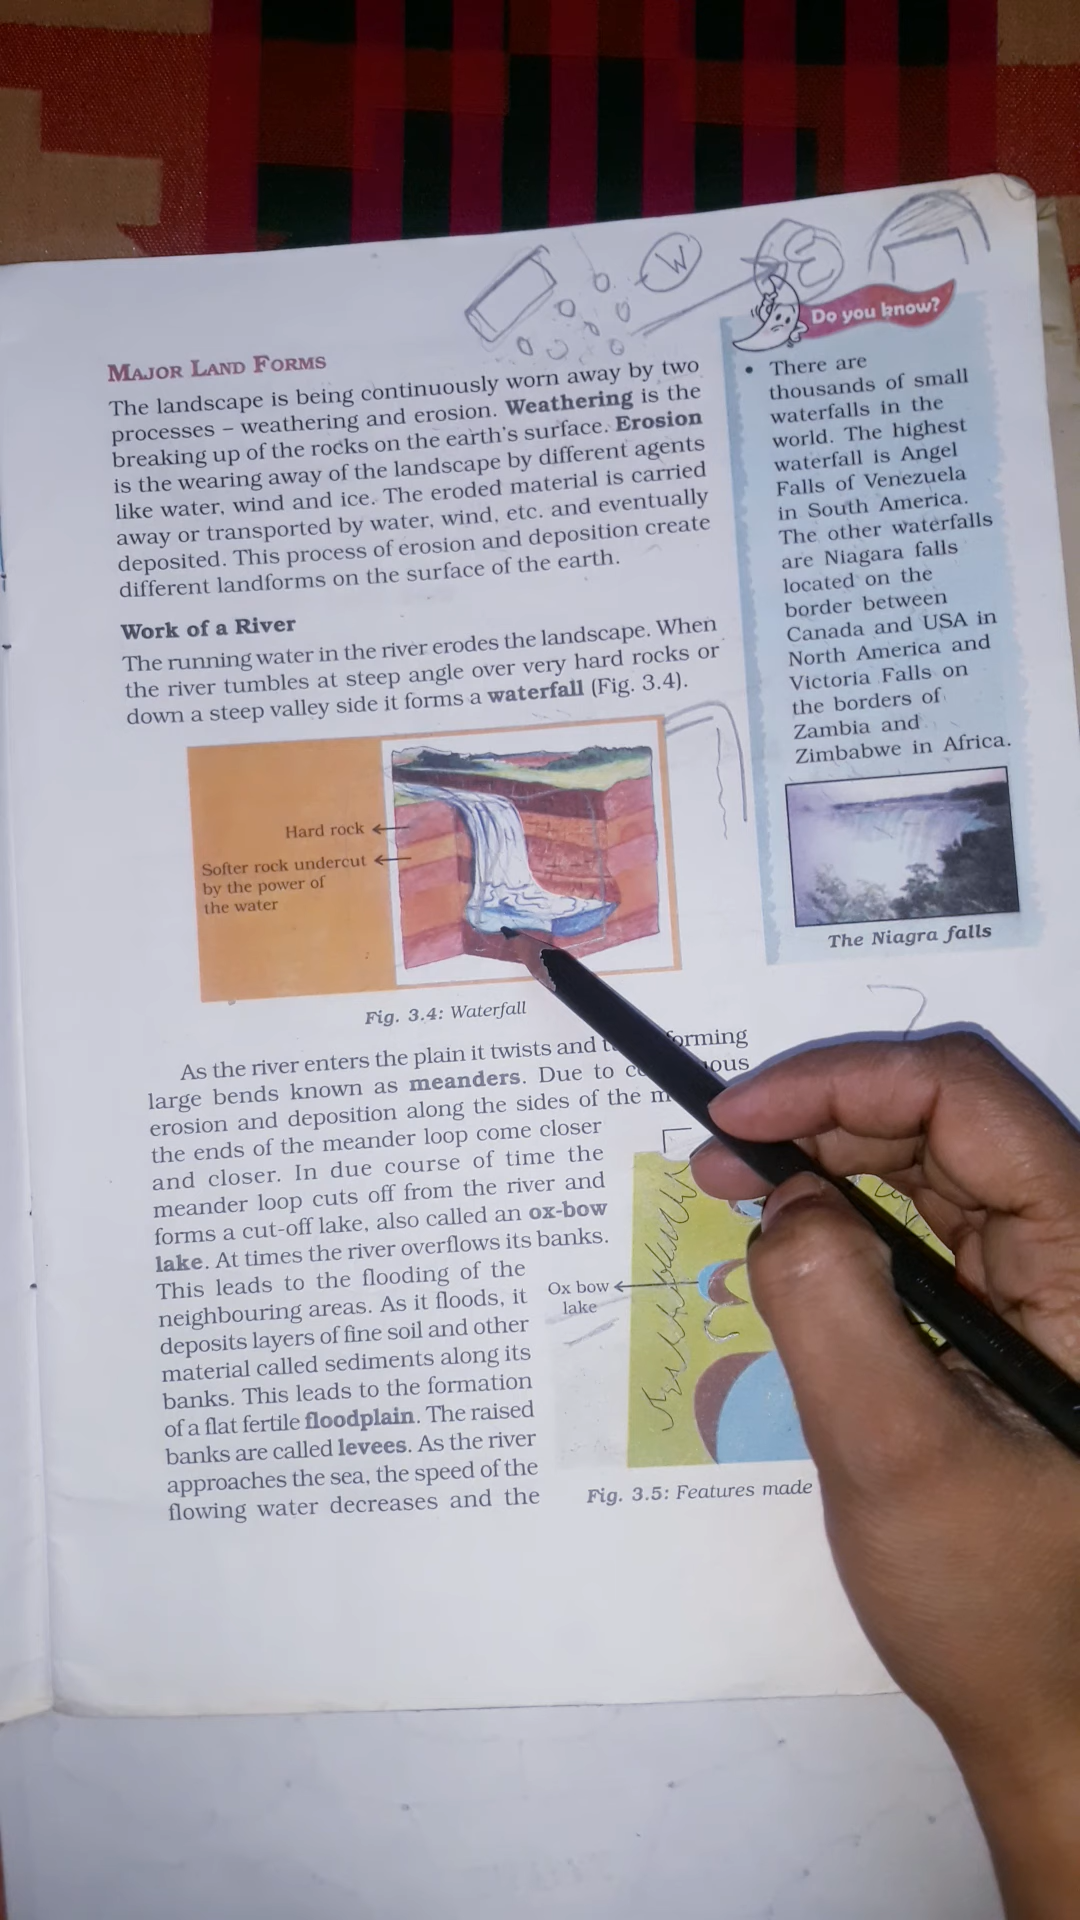 W
Do you know?
MAJOR LAND FORMS
The landscape is being continuously worn away by two
processes – weathering and erosion. Weathering is the
breaking up of the rocks on the earth's surface. Erosion
is the wearing away of the landscape by different agents
like water, wind and ice. The eroded material is carried
away or transported by water, wind, etc. and eventually
deposited. This process of erosion and deposition create
different landforms on the surface of the earth.
Work of a River
The running water in the river erodes the landscape. When
the river tumbles at steep angle over very hard rocks or
down a steep valley side it forms a waterfall (Fig. 3.4).
Hard rock
Softer rock undercut
by the power of
the water
Fig. 3.4: Waterfall
• There are
thousands of small
waterfalls in the
world. The highest
waterfall is Angel
Falls of Venezuela
in South America.
The other waterfalls
are Niagara falls
located on the
border between
Canada and USA in
North America and
Victoria Falls on
the borders of
Zambia and
Zimbabwe in Africa.
The Niagra falls
As the river enters the plain it twists and forming
large bends known as meanders. Due to
erosion and deposition along the sides of the
the ends of the meander loop come closer
and closer. In due course of time the
meander loop cuts off from the river and
forms a cut-off lake, also called an ox-bow
lake. At times the river overflows its banks.
This leads to the flooding of the
neighbouring areas. As it floods, it
deposits layers of fine soil and other
material called sediments along its
banks. This leads to the formation
of a flat fertile floodplain. The raised
banks are called levees. As the river
approaches the sea, the speed of the
flowing water decreases and the
Ox bow
lake
Fig. 3.5: Features made